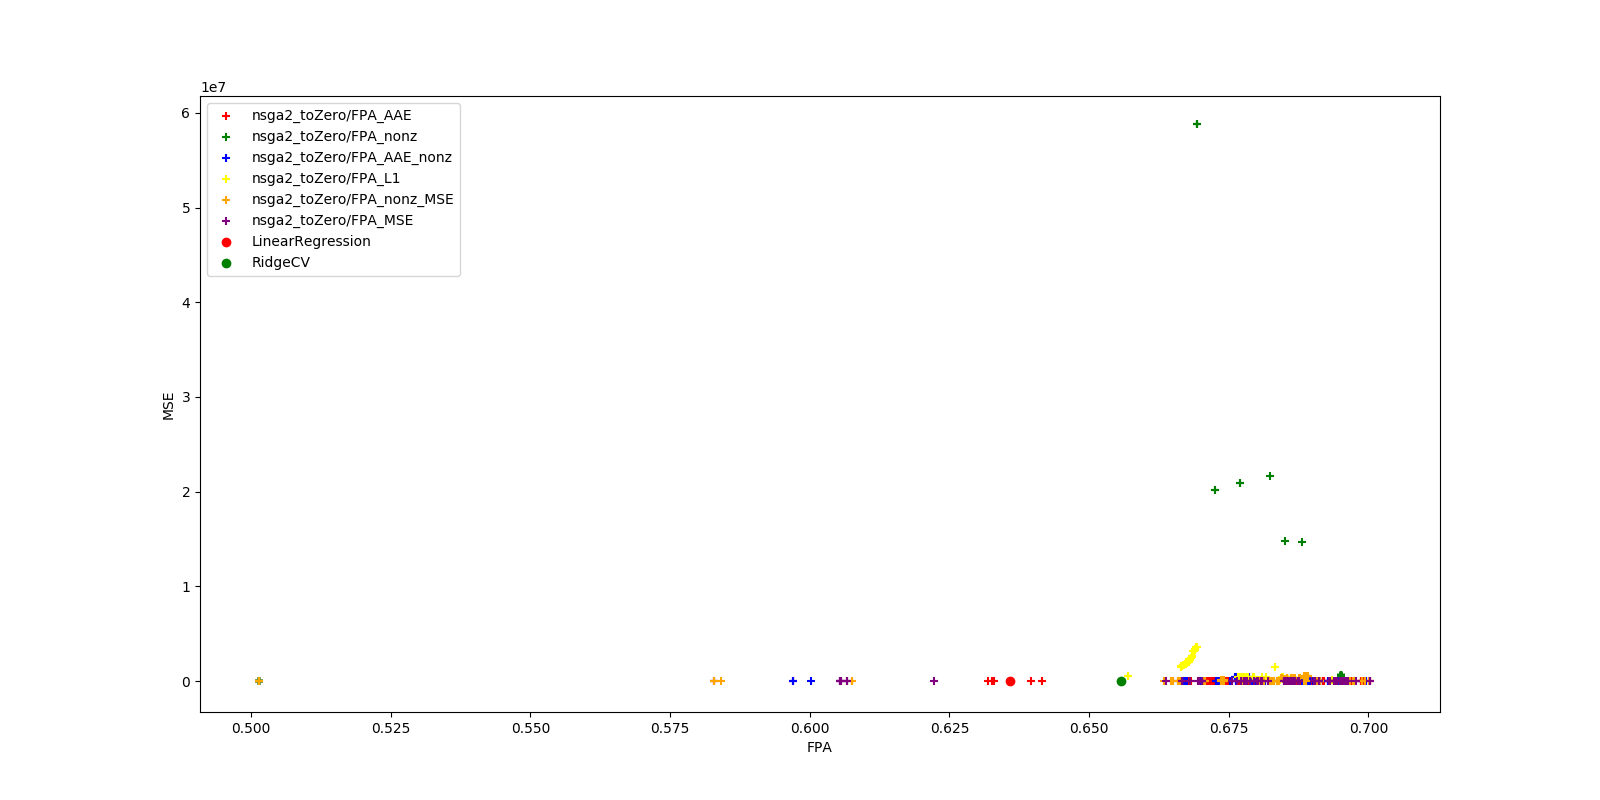 1e7
6
5
4
3
2
1
0
MSE
nsga2_toZero/FPA_AAE
nsga2_toZero/FPA_nonz
nsga2_toZero/FPA_AAE_nonz
nsga2_toZero/FPA_L1
nsga2_toZero/FPA_nonz_MSE
nsga2_toZero/FPA_MSE
LinearRegression
RidgeCV
0.500 0.525 0.550 0.575 0.600 0.625 0.650 0.675 0.700
FPA